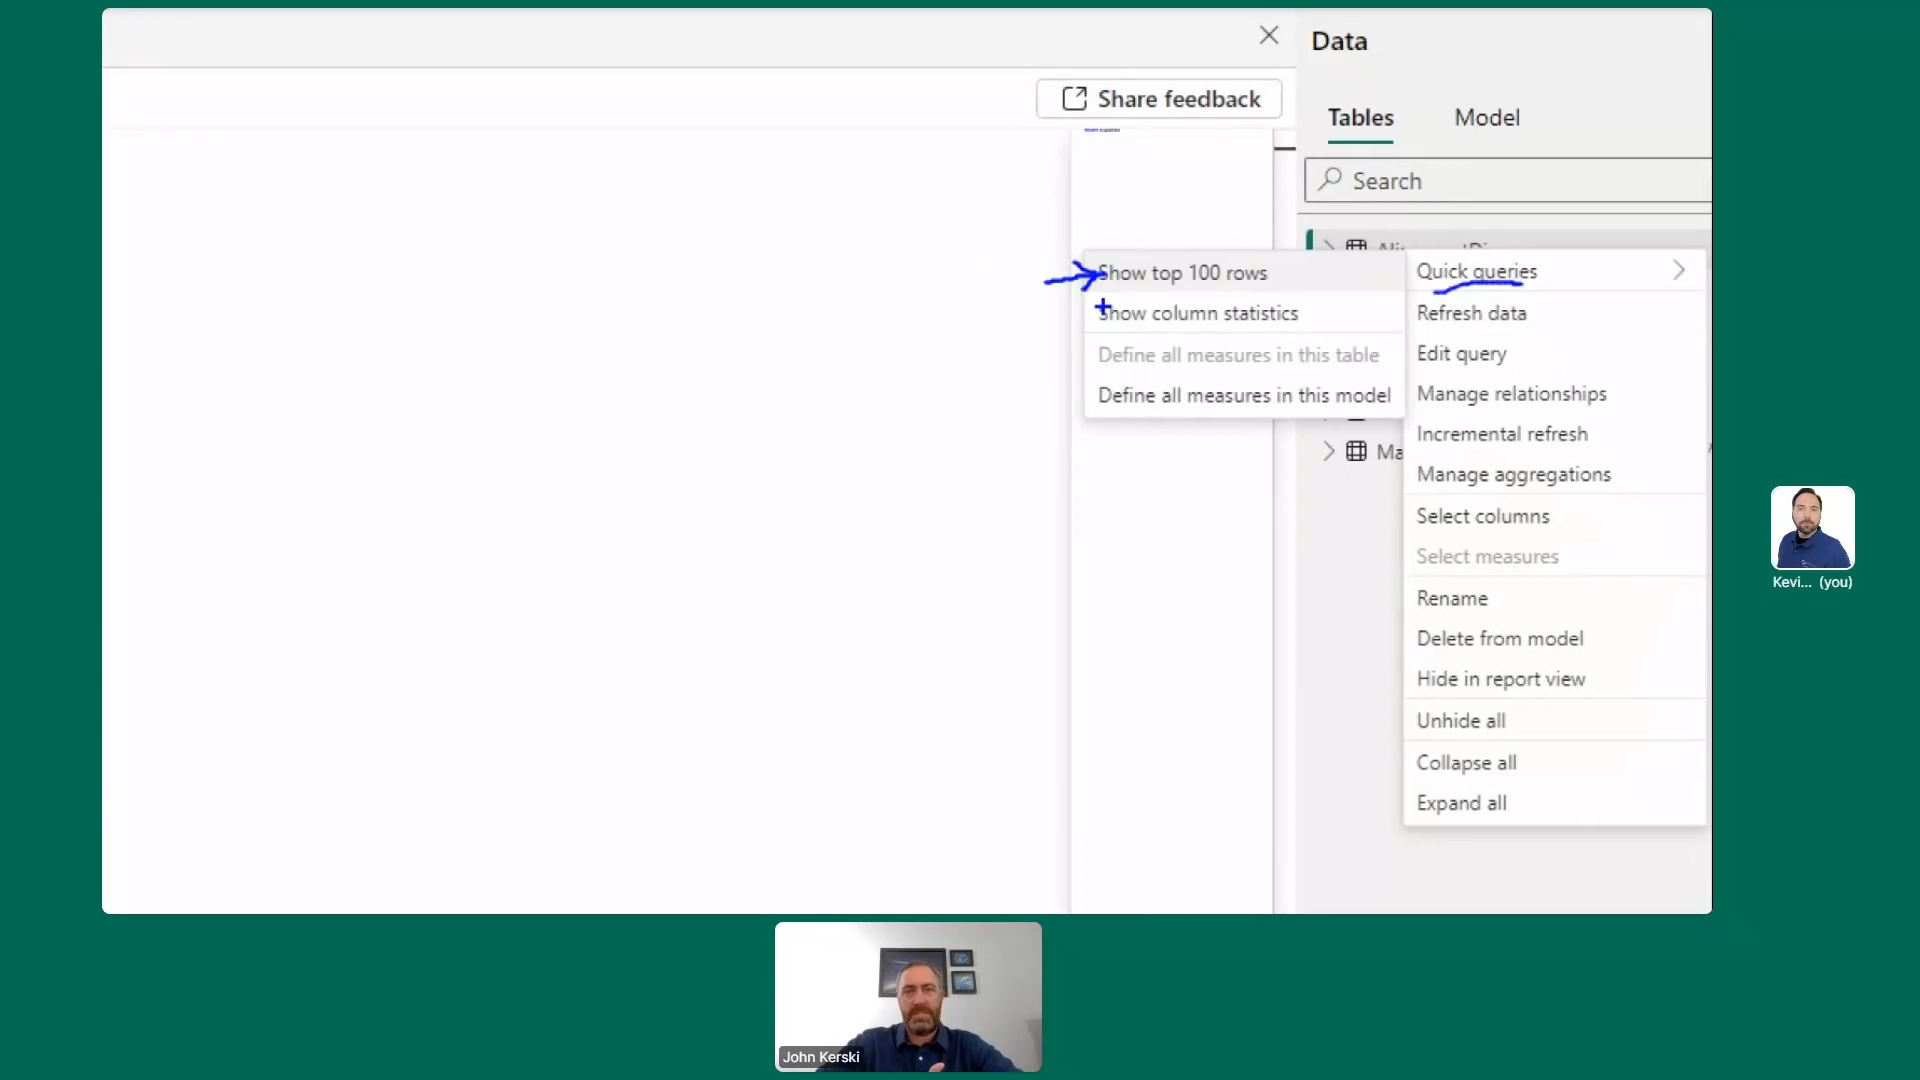 Data
Share feedback
Tables
Model
Search
Quick queries
Show top 100 rows
Show column statistics
Define all measures in this table
Define all measures in this model
Refresh data
Edit query
Manage relationships
Incremental refresh
Manage aggregations
Ma
Select columns
Select measures
Rename
Delete from model
Hide in report view
Unhide all
Collapse all
Expand all
Kevi... (you)
John Kerski